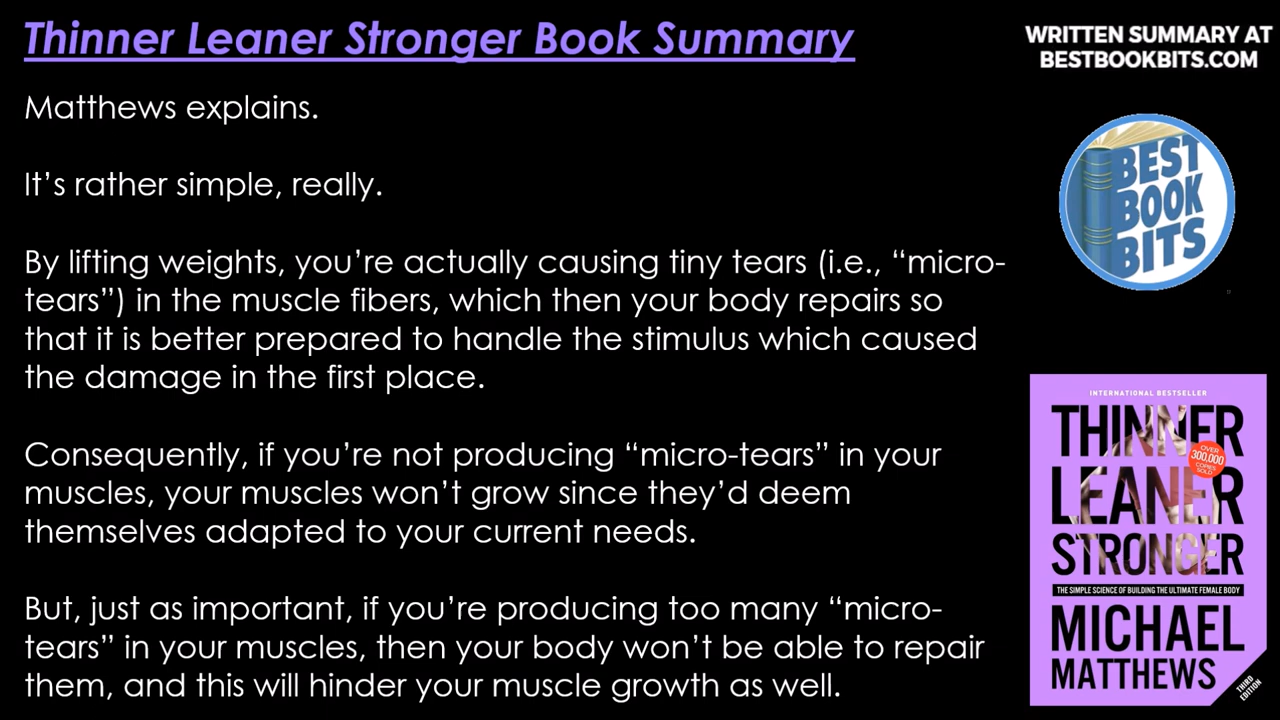 Thinner Leaner Stronger Book Summary
WRITTEN SUMMARY AT
BESTBOOKBITS.COM
Matthews explains.
It’s rather simple, really.
By lifting weights, you’re actually causing tiny tears (i.e., “micro-
tears”) in the muscle fibers, which then your body repairs so
that it is better prepared to handle the stimulus which caused
the damage in the first place.
Consequently, if you’re not producing “micro-tears” in your
muscles, your muscles won’t grow since they’d deem
themselves adapted to your current needs.
But, just as important, if you’re producing too many “micro-
tears” in your muscles, then your body won’t be able to repair
them, and this will hinder your muscle growth as well.
BEST
BOOK
BITS
INTERNATIONAL BESTSELLER
THINNER
OVER
300,000
COPIES
SOLD
LEANER
STRONGER
THE SIMPLE SCIENCE OF BUILDING THE ULTIMATE FEMALE BODY
MICHAEL
MATTHEWS
THIRD
EDITION